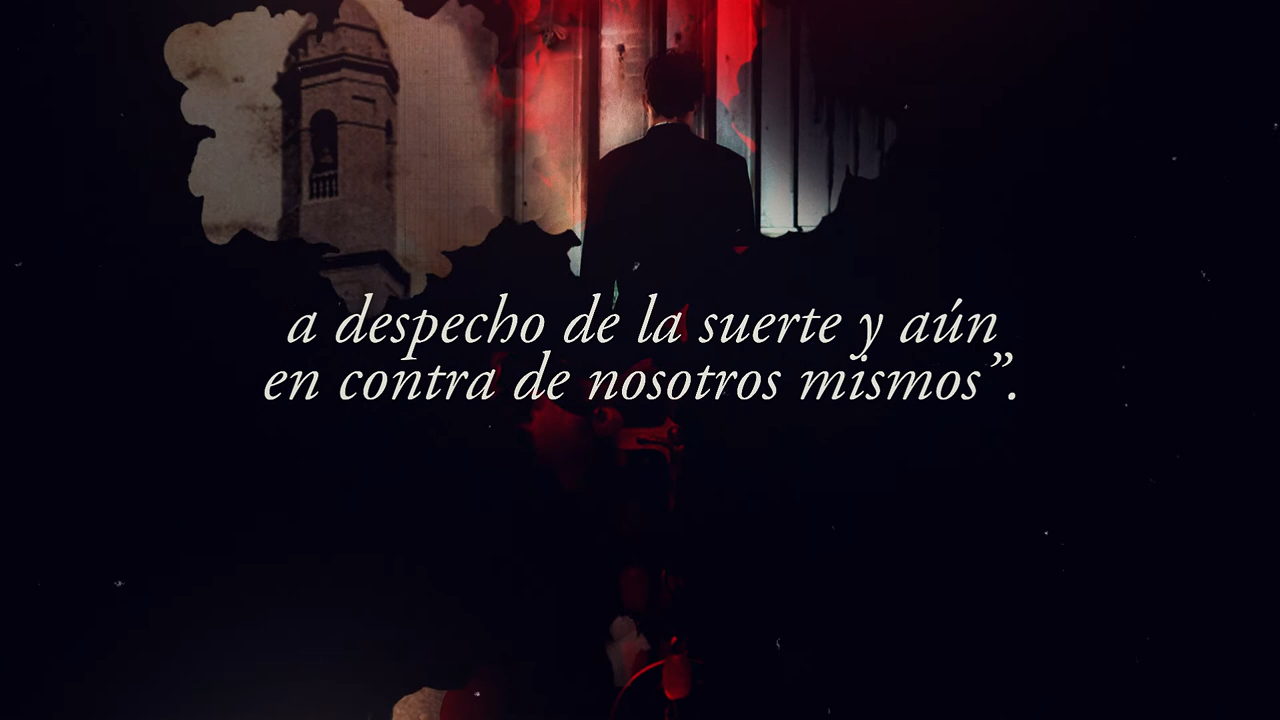 a despecho de la suerte y aún
en contra de nosotros mismos”.